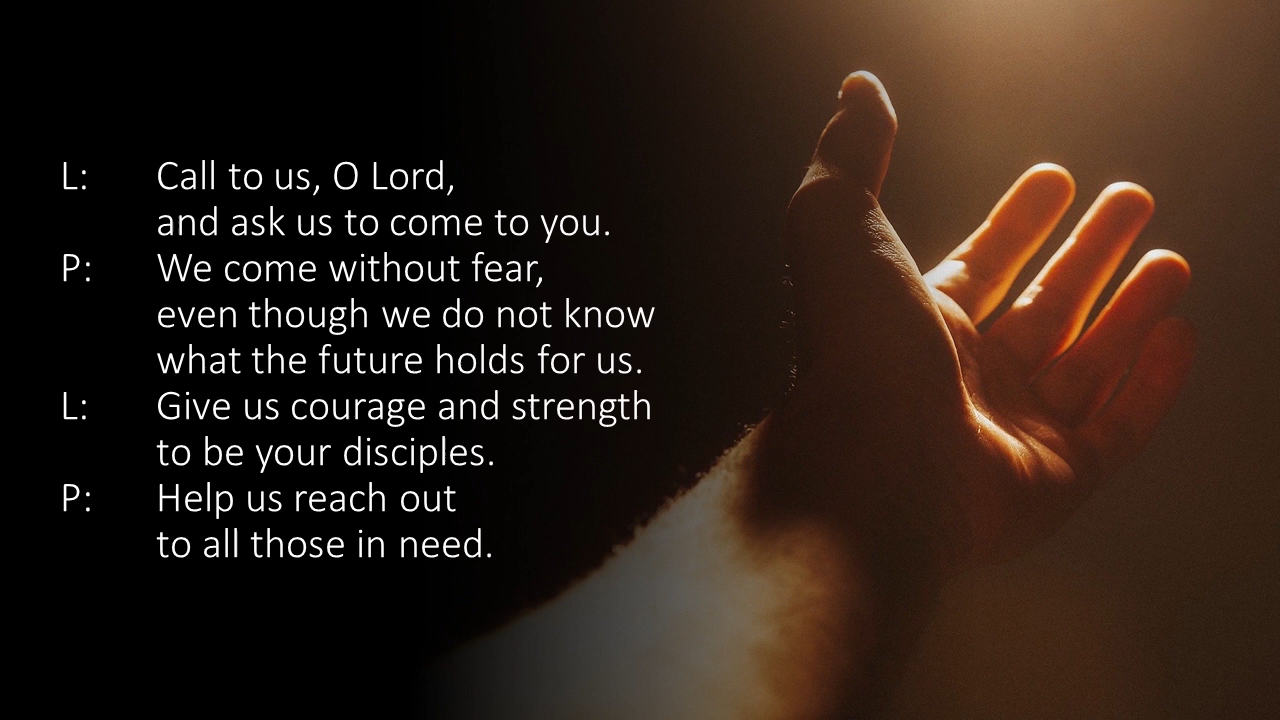 L: Call to us, O Lord,
and ask us to come to you.
P: We come without fear,
even though we do not know
what the future holds for us.
L: Give us courage and strength
to be your disciples.
P: Help us reach out
to all those in need.